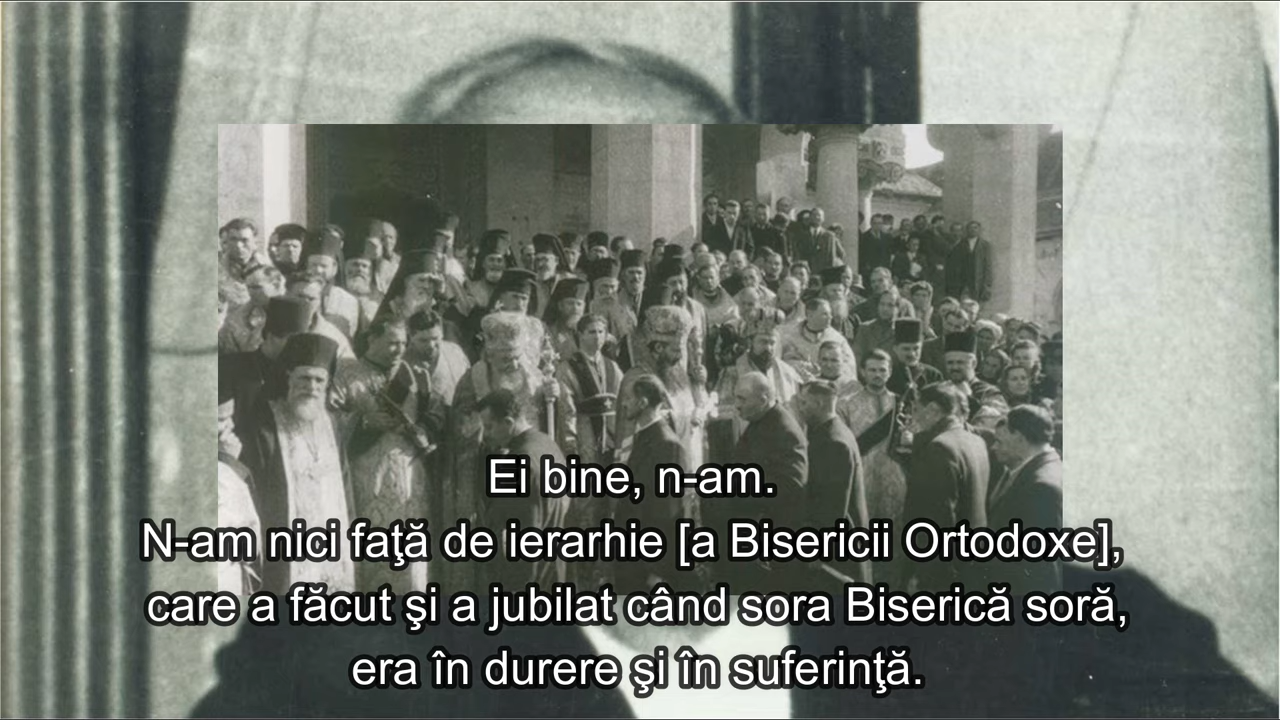 Ei bine, n-am.
N-am nici faţă de ierarhie [a Bisericii Ortodoxe],
care a făcut şi a jubilat când sora Biserică soră,
era în durere şi în suferinţă.